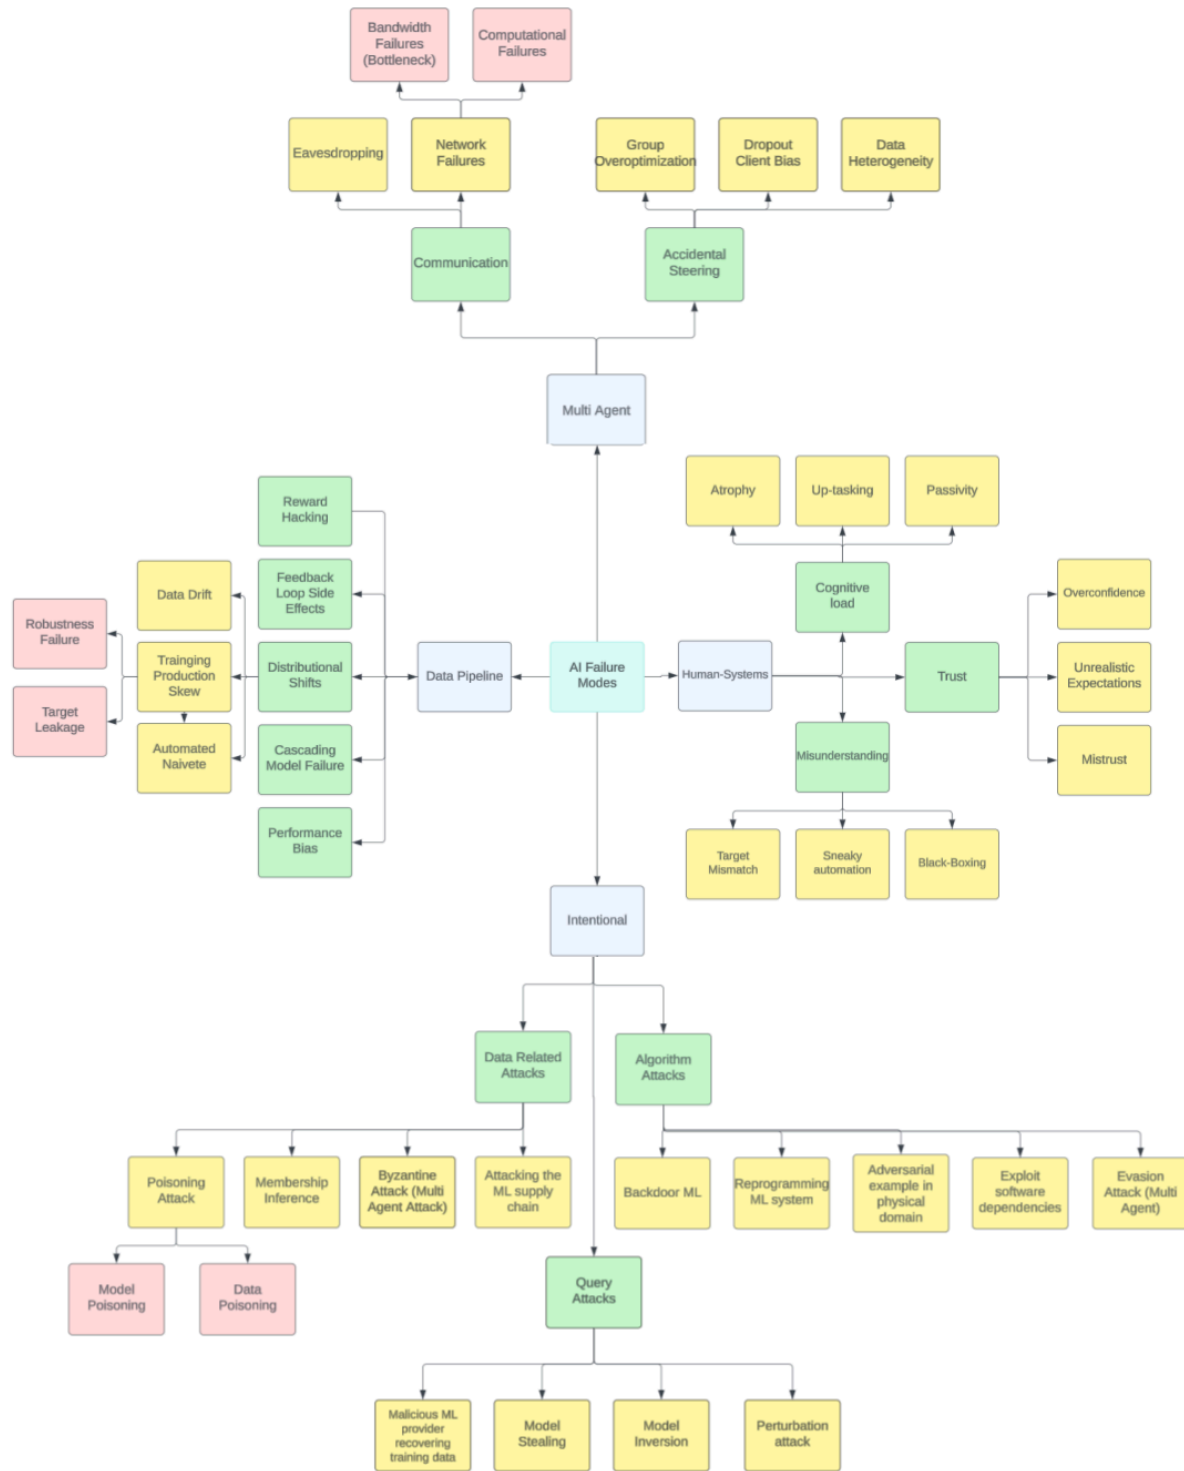 Bandwidth
Failures
(Bottleneck)
Computational
Failures
Eavesdropping
Network
Failures
Group
Overoptimization
Dropout
Client Bias
Data
Heterogeneity
Communication
Accidental
Steering
Multi Agent
Atrophy
Up-tasking
Passivity
Reward
Hacking
Feedback
Loop Side
Effects
Data Drift
Cognitive
load
Overconfidence
Robustness
Failure
Trainging
Production
Skew
Distributional
Shifts
Data Pipeline
AI Failure
Modes
Human-Systems
Trust
Unrealistic
Expectations
Target
Leakage
Automated
Naivete
Cascading
Model Failure
Misunderstanding
Mistrust
Performance
Bias
Target
Mismatch
Sneaky
automation
Black-Boxing
Intentional
Data Related
Attacks
Algorithm
Attacks
Poisoning
Attack
Membership
Inference
Byzantine
Attack (Multi
Agent Attack)
Attacking the
ML supply
chain
Backdoor ML
Reprogramming
ML system
Adversarial
example in
physical
domain
Exploit
software
dependencies
Evasion
Attack (Multi
Agent)
Model
Poisoning
Data
Poisoning
Query
Attacks
Malicious ML
provider
recovering
training data
Model
Stealing
Model
Inversion
Perturbation
attack